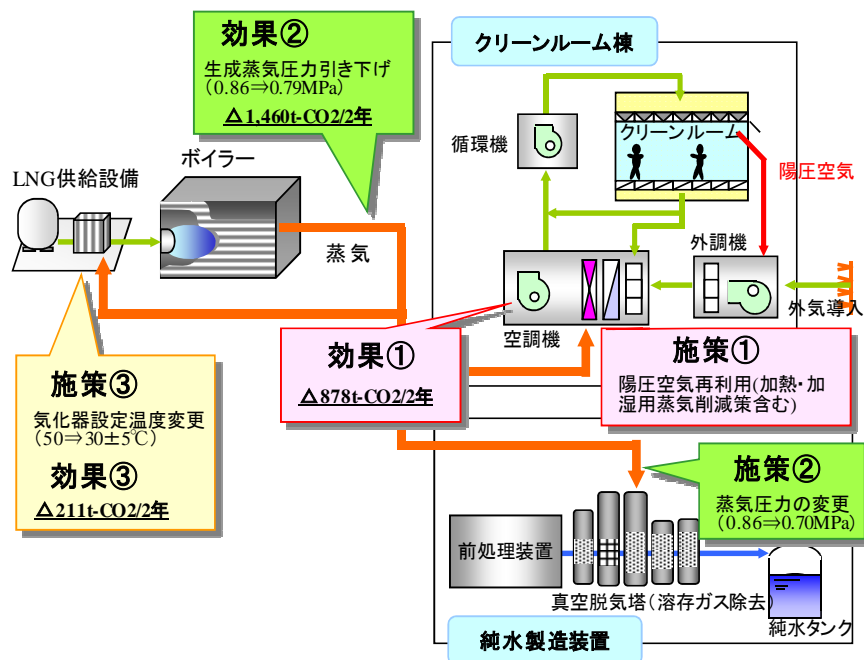 効果②
生成蒸気圧力引き下げ
(0.86⇒0.79MPa)
△1,460t-CO2/2年
クリーンルーム棟
クリーンルーム
循環機
陽圧空気
ボイラー
LNG供給設備
蒸気
外調機
外気導入
空調機
効果①
△878t-CO2/2年
施策①
陽圧空気再利用(加熱・加
湿用蒸気削減策含む)
施策③
気化器設定温度変更
(50⇒30±5℃)
効果③
△211t-CO2/2年
施策②
蒸気圧力の変更
(0.86⇒0.70MPa)
前処理装置
真空脱気塔(溶存ガス除去)
純水タンク
純水製造装置